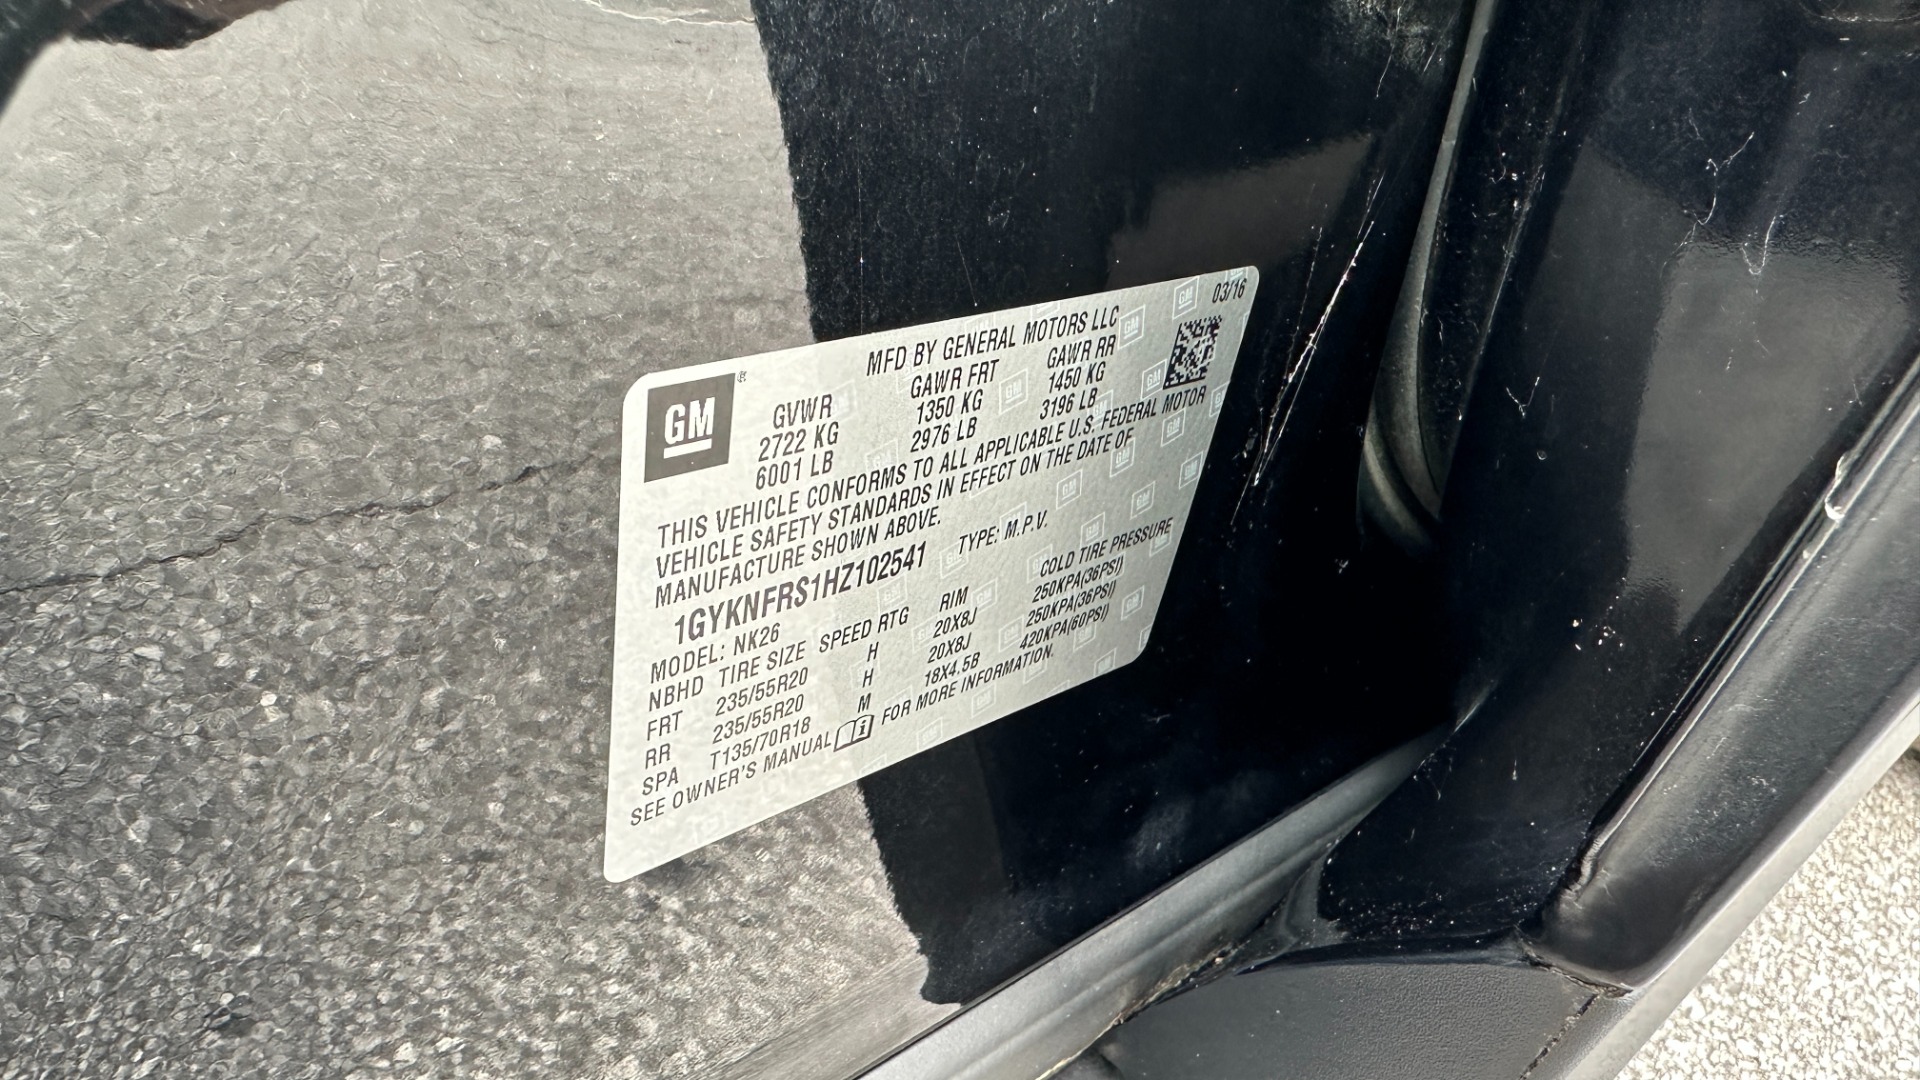 03/16
MFD BY GENERAL MOTORS LLC
GM
GVWR GAWR FRT GAWR RR
2722 KG 1350 KG 1450 KG
6001 LB 2976 LB 3196 LB
THIS VEHICLE CONFORMS TO ALL APPLICABLE U.S. FEDERAL MOTOR
VEHICLE SAFETY STANDARDS IN EFFECT ON THE DATE OF
MANUFACTURE SHOWN ABOVE.
1GYKNFRS1HZ102541 TYPE: M.P.V.
MODEL: NK26
NBHD TIRE SIZE SPEED RTG RIM COLD TIRE PRESSURE
FRT 235/55R20 H 20X8J 250KPA(36PSI)
RR 235/55R20 H 20X8J 250KPA(36PSI)
SPA T135/70R18 M 18X4.5B 420KPA(60PSI)
SEE OWNER'S MANUAL FOR MORE INFORMATION.